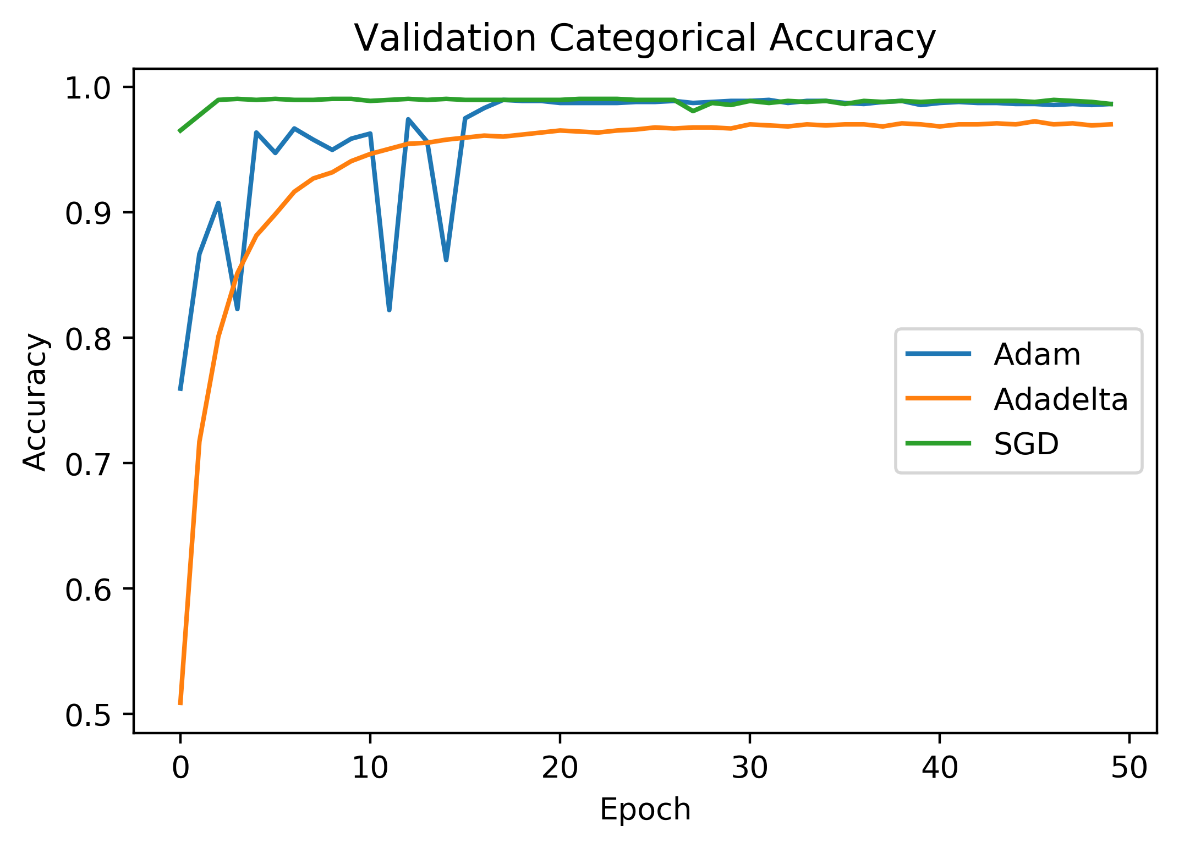 Validation Categorical Accuracy
1.0
0.9
0.8
0.7
0.6
0.5
Accuracy
Adam
Adadelta
SGD
0 10 20 30 40 50
Epoch